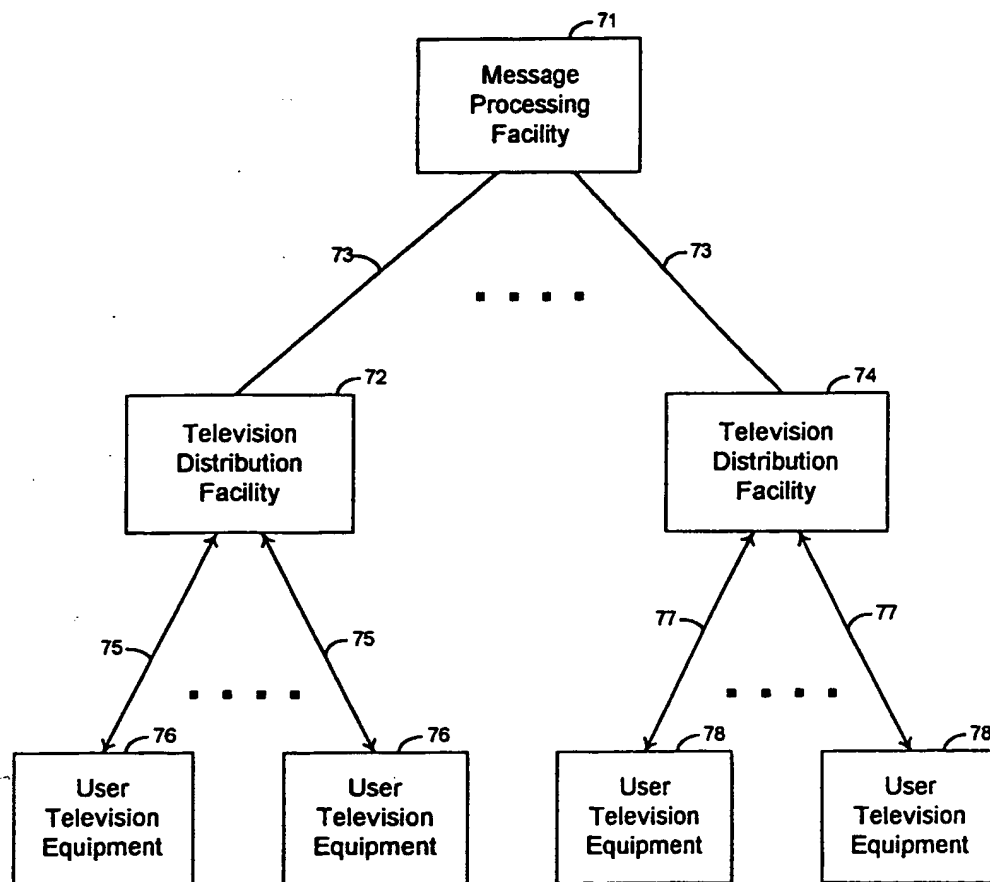 71
Message
Processing
Facility
73
73
72
Television
Distribution
Facility
74
Television
Distribution
Facility
75
75
77
77
76
User
Television
Equipment
76
User
Television
Equipment
78
User
Television
Equipment
78
User
Television
Equipment